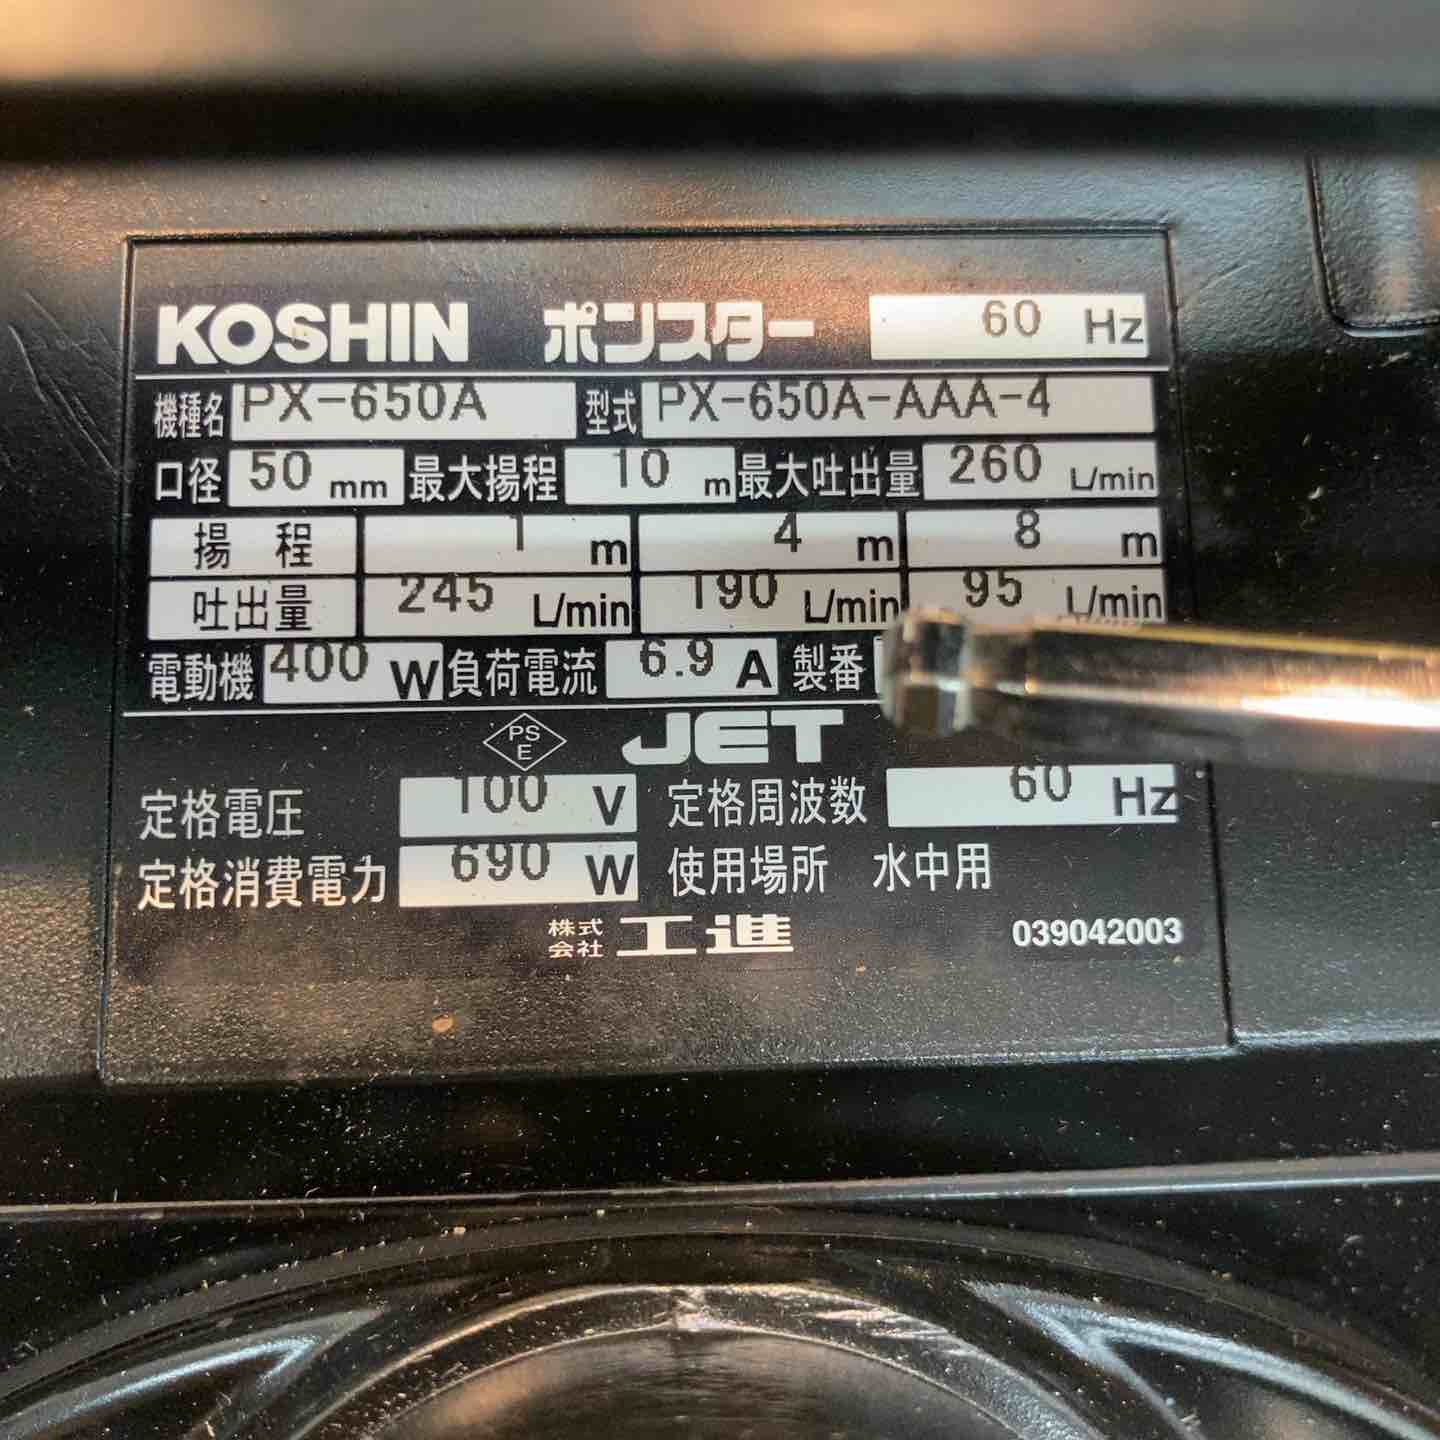 KOSHIN ポンスター 60 Hz
機種名 PX-650A 型式 PX-650A-AAA-4
口径 50 mm 最大揚程 10 m 最大吐出量 260 L/min
揚程 1 m 4 m 8 m
吐出量 245 L/min 190 L/min 95 L/min
電動機 400 W 負荷電流 6.9 A 製番
PS E JET
定格電圧 100 V 定格周波数 60 Hz
定格消費電力 690 W 使用場所 水中用
株式会社 工進 039042003